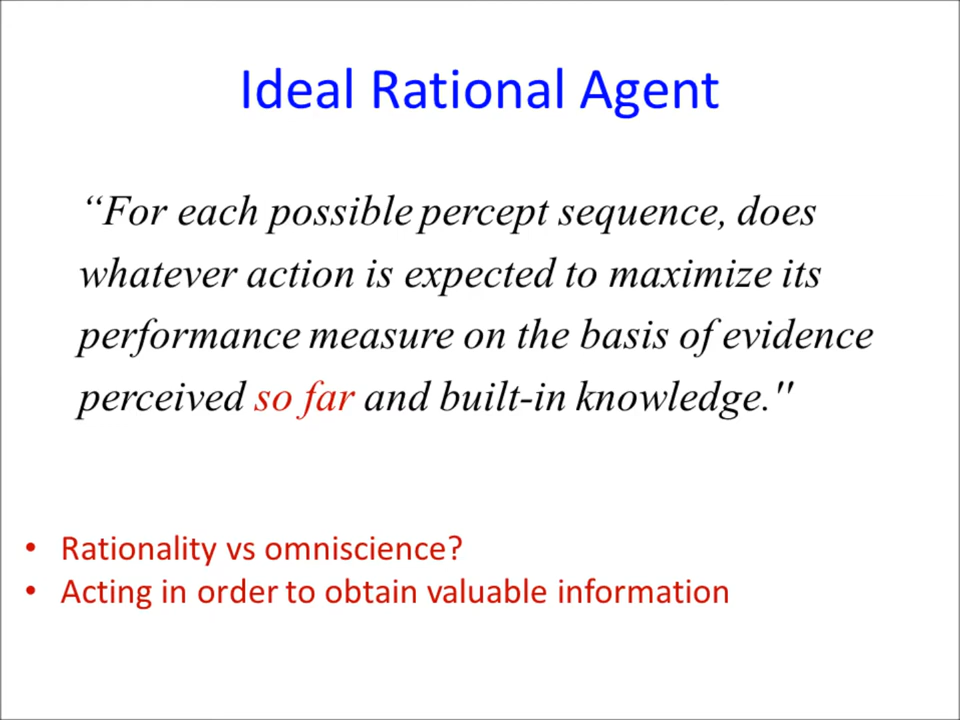 Ideal Rational Agent
“For each possible percept sequence, does
whatever action is expected to maximize its
performance measure on the basis of evidence
perceived so far and built-in knowledge."
• Rationality vs omniscience?
• Acting in order to obtain valuable information